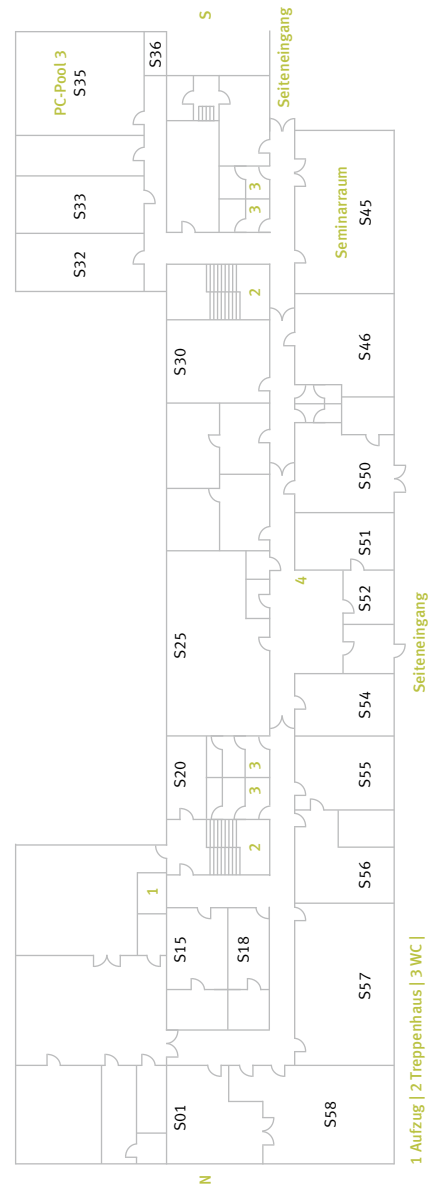 PC-Pool 3
S32
S33
S35
1
S36
S01
S15
S20
S25
S30
N
S
S18
2
3
3
2
3
3
Seiteneingang
4
S58
Seminarraum
S57
S56
S55
S54
S52
S51
S50
S46
S45
1 Aufzug | 2 Treppenhaus | 3 WC |
Seiteneingang